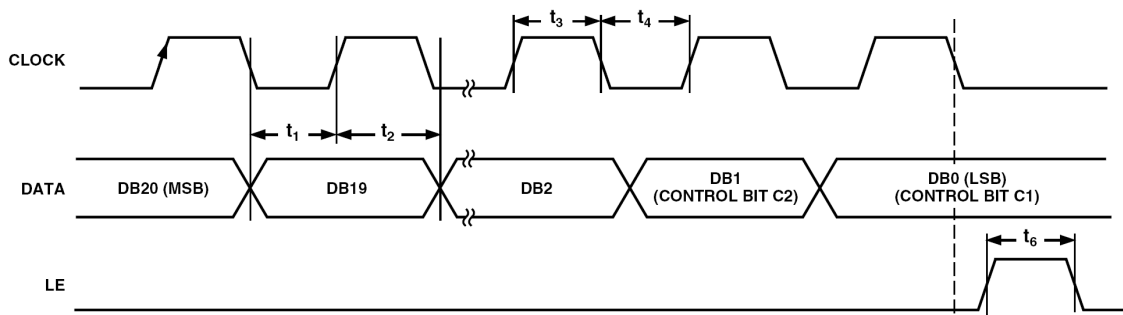 t3
t4
CLOCK
t1
t2
DATA
DB20 (MSB)
DB19
DB2
DB1
(CONTROL BIT C2)
DB0 (LSB)
(CONTROL BIT C1)
t6
LE